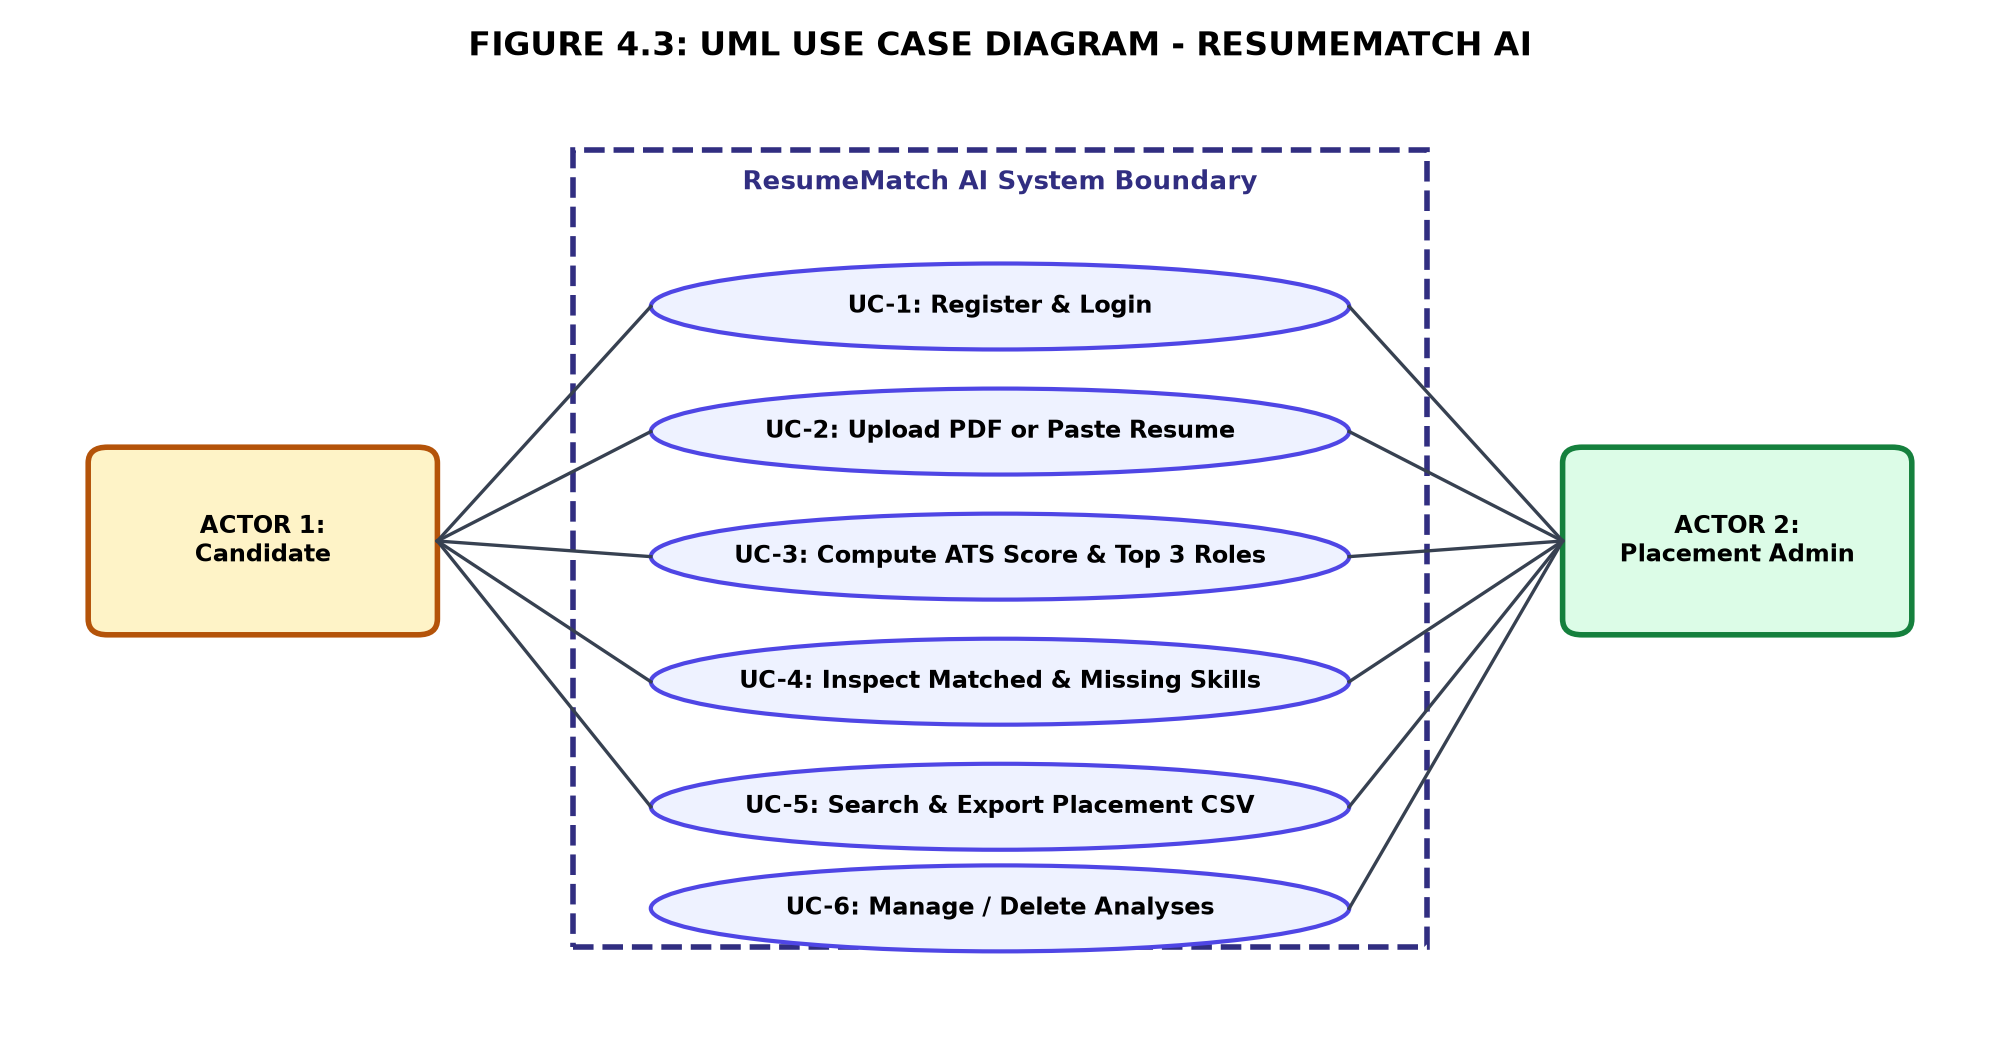 FIGURE 4.3: UML USE CASE DIAGRAM - RESUMEMATCH AI
ResumeMatch AI System Boundary
UC-1: Register & Login
UC-2: Upload PDF or Paste Resume
ACTOR 1:
Candidate
UC-3: Compute ATS Score & Top 3 Roles
ACTOR 2:
Placement Admin
UC-4: Inspect Matched & Missing Skills
UC-5: Search & Export Placement CSV
UC-6: Manage / Delete Analyses